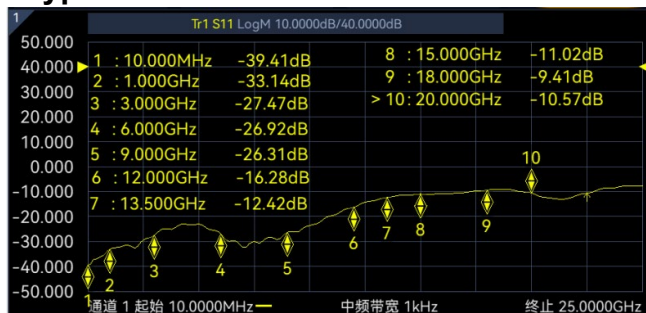 1
Tr1 S11 LogM 10.0000dB/40.0000dB
50.000
40.000
30.000
20.000
10.000
0.000
-10.000
-20.000
-30.000
-40.000
-50.000
1 : 10.000MHz -39.41dB
2 : 1.000GHz -33.14dB
3 : 3.000GHz -27.47dB
4 : 6.000GHz -26.92dB
5 : 9.000GHz -26.31dB
6 : 12.000GHz -16.28dB
7 : 13.500GHz -12.42dB
8 : 15.000GHz -11.02dB
9 : 18.000GHz -9.41dB
> 10: 20.000GHz -10.57dB
1
2
3
4
5
6
7
8
9
10
通道 1 起始 10.0000MHz 中频带宽 1kHz 终止 25.0000GHz